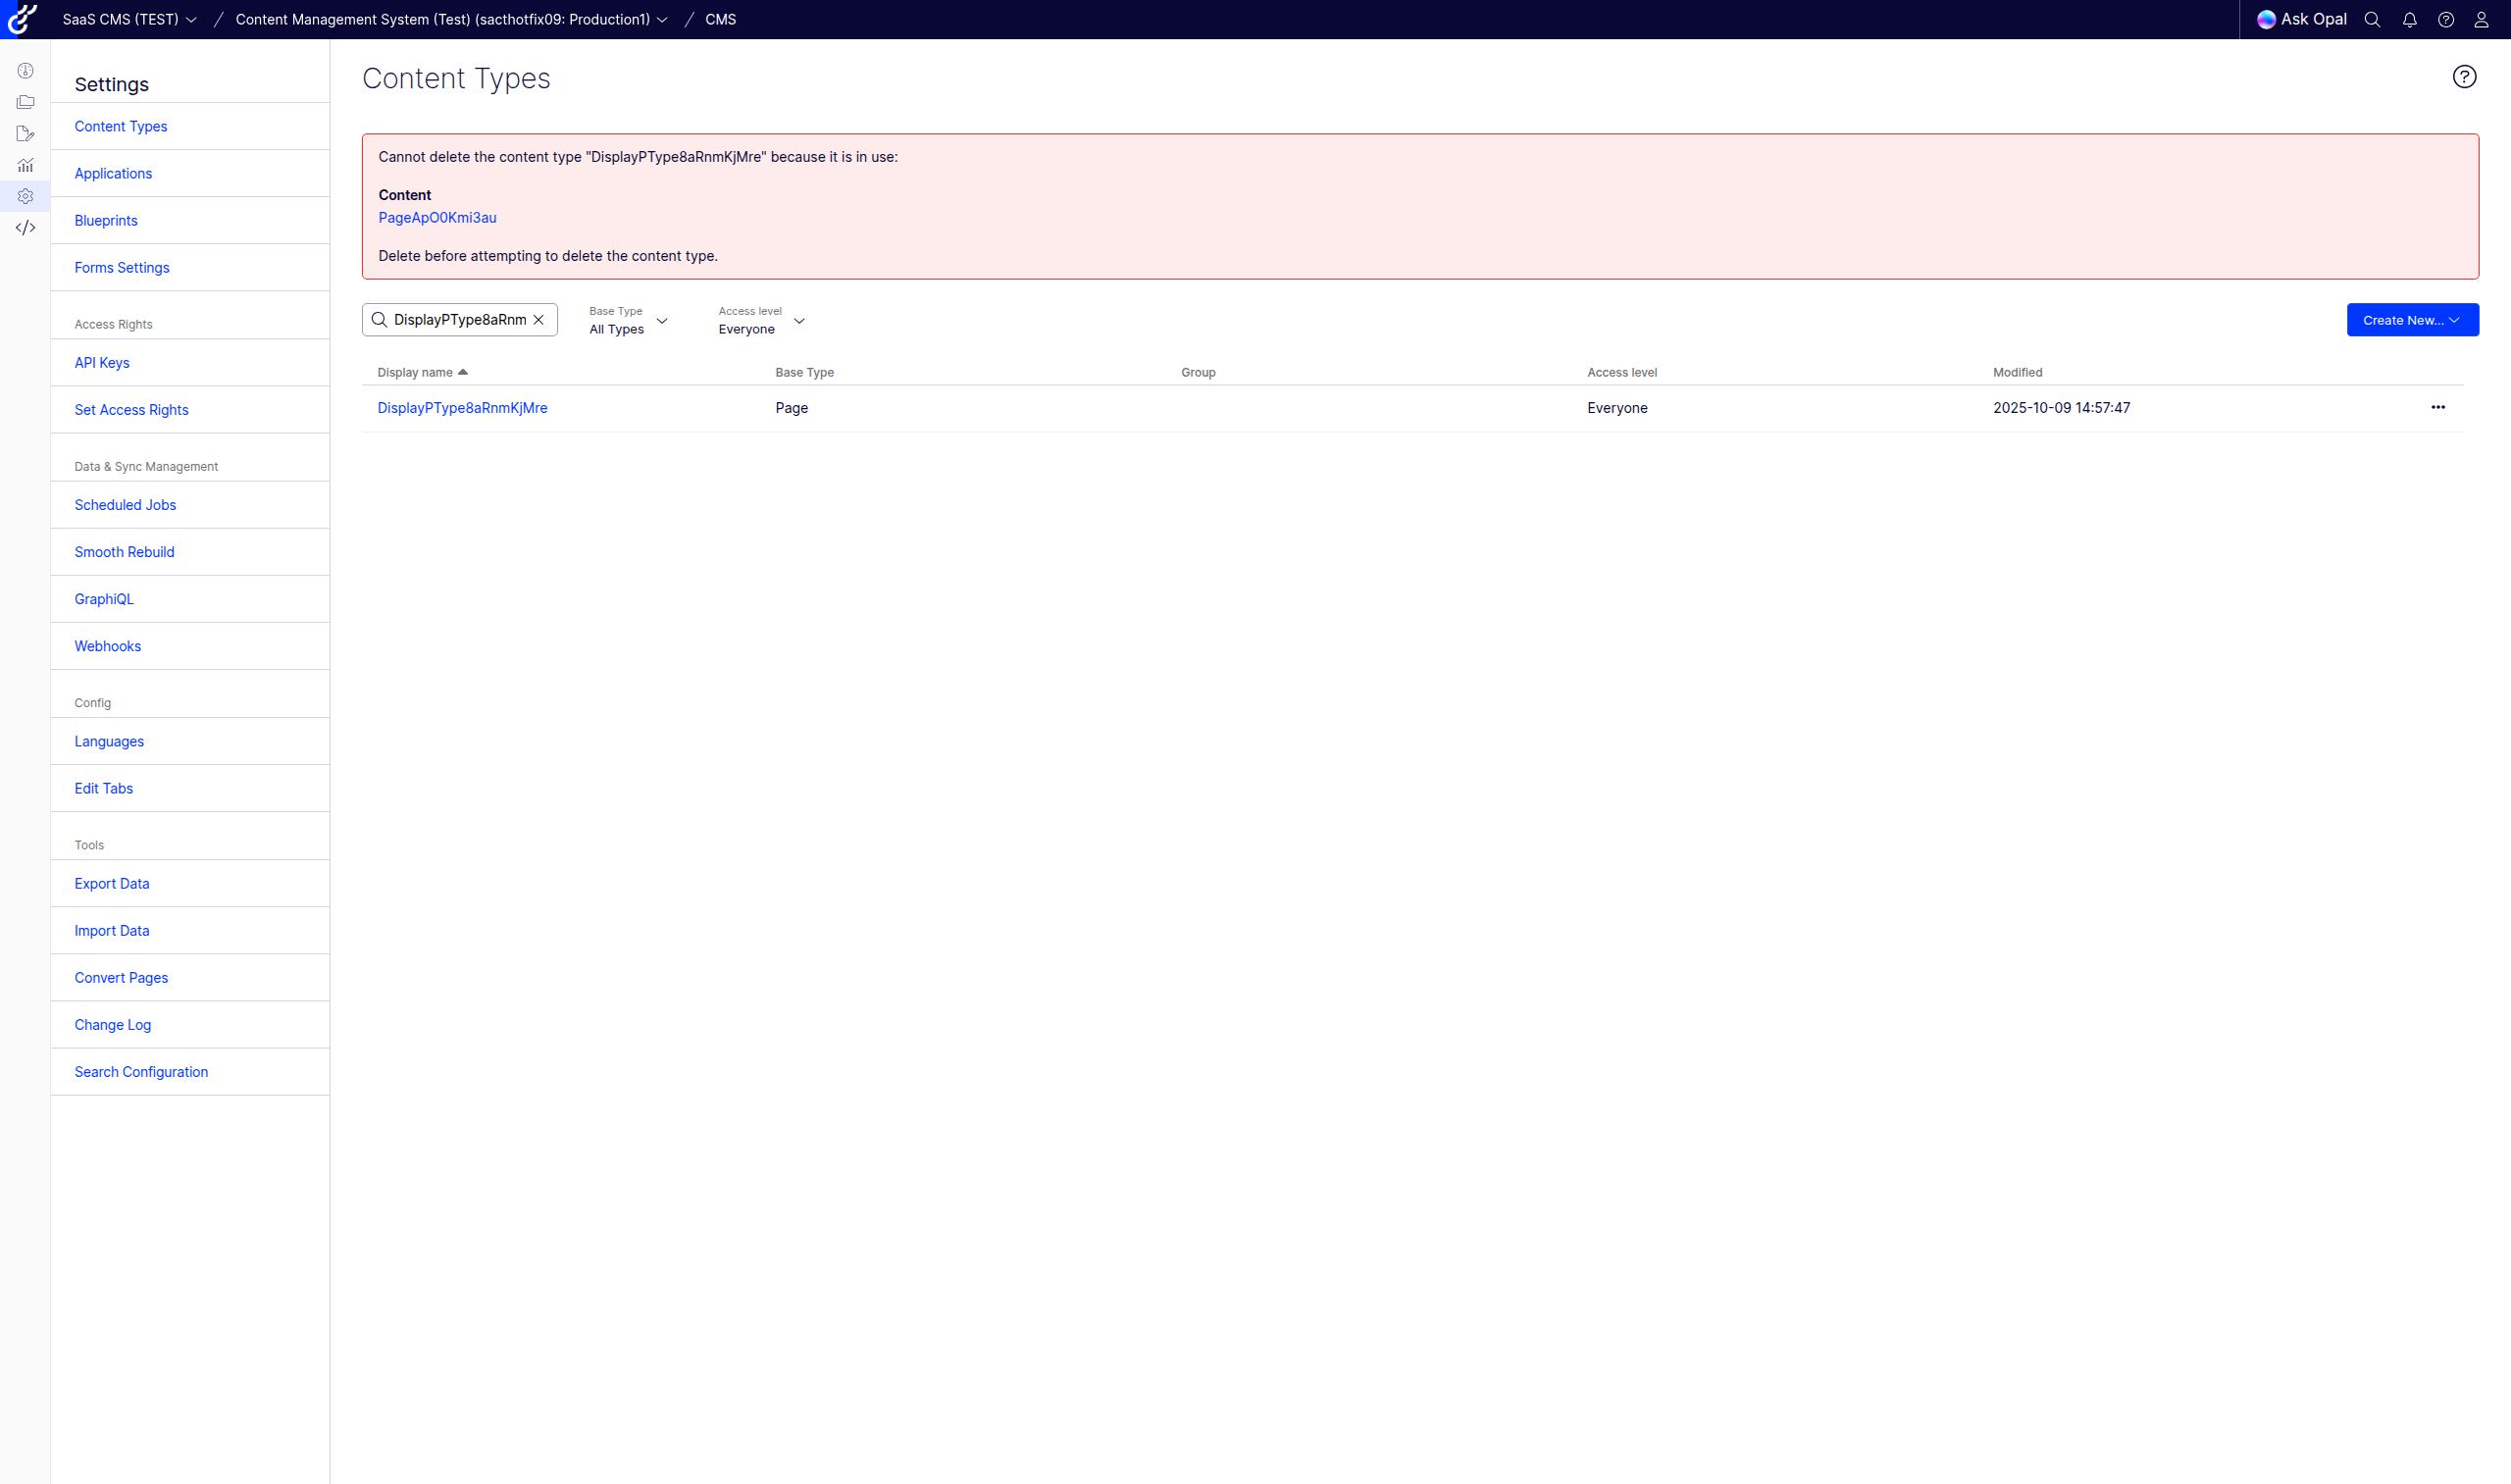 SaaS CMS (TEST) / Content Management System (Test) (sacthotfix09: Production1) / CMS
Ask Opal
Settings
Content Types
Applications
Blueprints
Forms Settings
Access Rights
API Keys
Set Access Rights
Data & Sync Management
Scheduled Jobs
Smooth Rebuild
GraphiQL
Webhooks
Config
Languages
Edit Tabs
Tools
Export Data
Import Data
Convert Pages
Change Log
Search Configuration
Content Types
Cannot delete the content type "DisplayPType8aRnmKjMre" because it is in use:
Content
PageApO0Kmi3au
Delete before attempting to delete the content type.
DisplayPType8aRnm
Base Type
All Types
Access level
Everyone
Create New...
Display name Base Type Group Access level Modified
DisplayPType8aRnmKjMre Page Everyone 2025-10-09 14:57:47